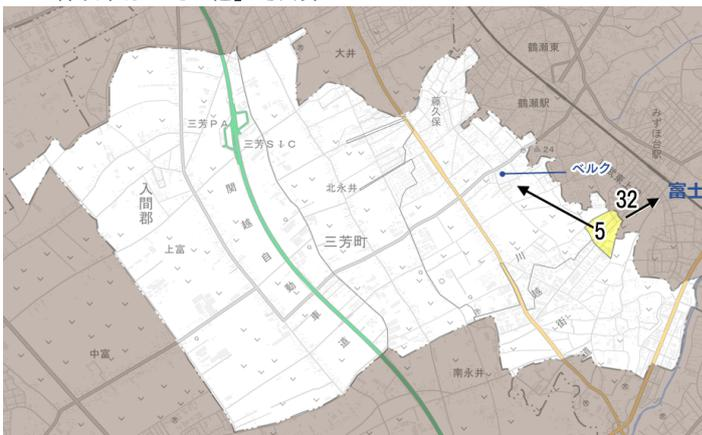 大井
鶴瀬東
藤久保
鶴瀬駅
みずほ台駅
三芳PA
三芳SIC
ベルク
入間郡
関越自動車道
北永井
32
富士
5
上富
三芳町
川越街道
中富
南永井